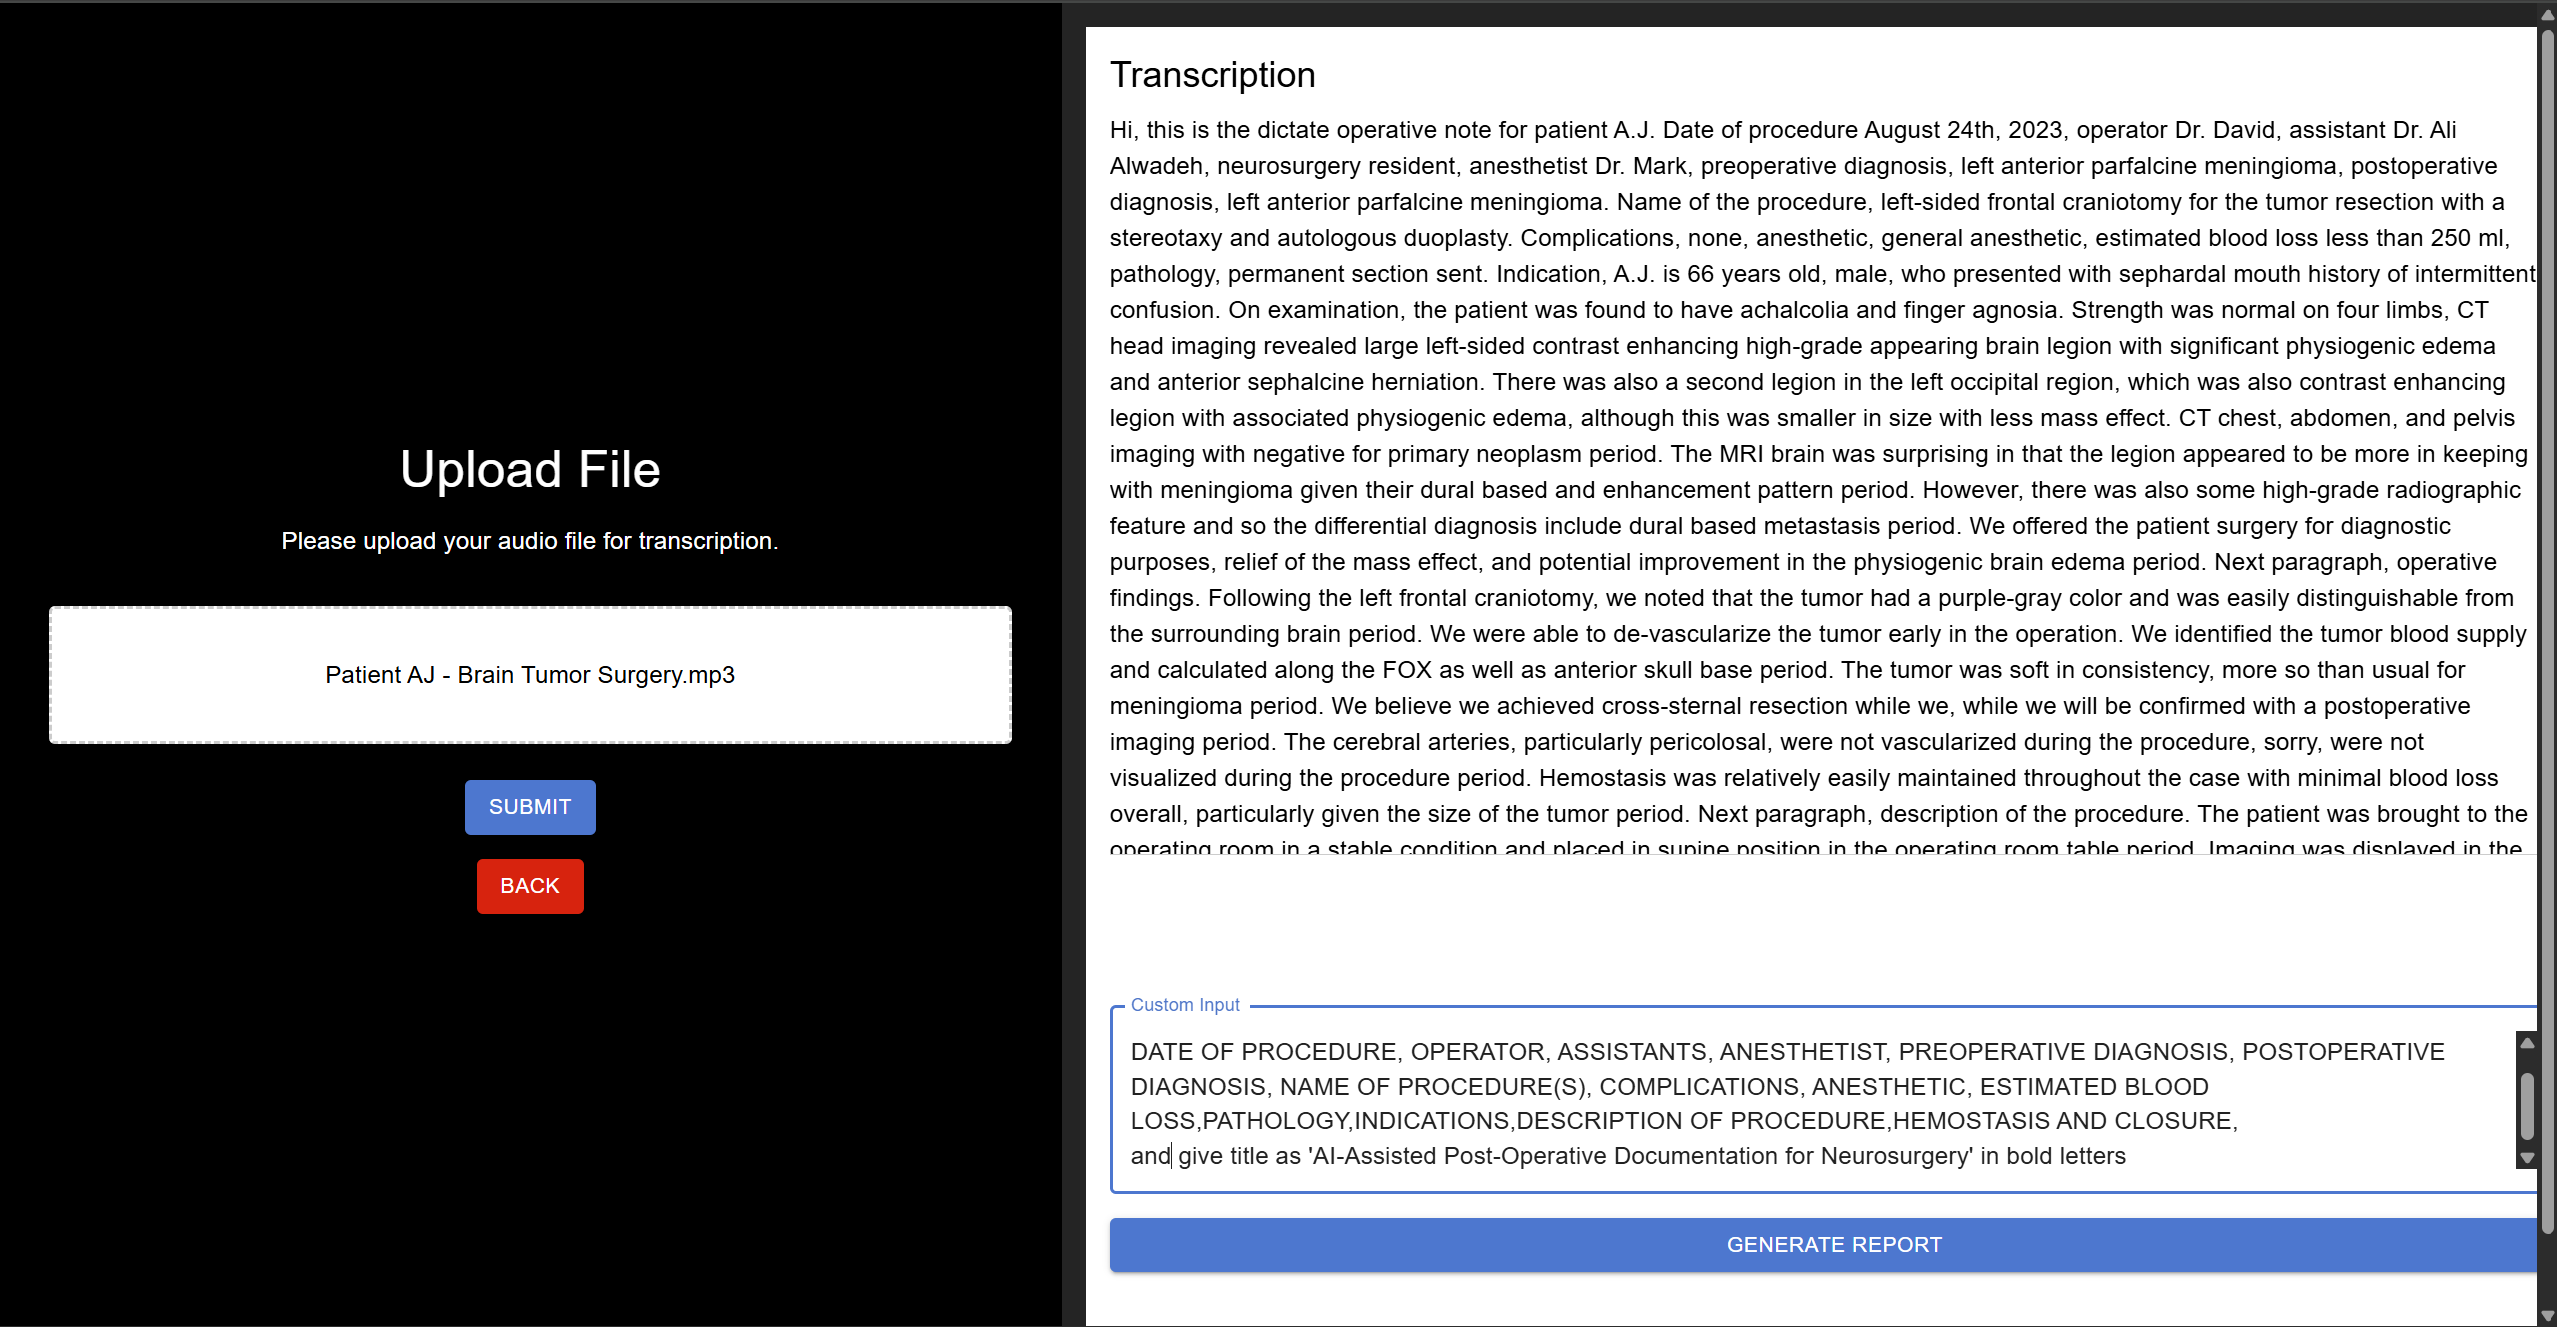 Upload File
Please upload your audio file for transcription.
Patient AJ - Brain Tumor Surgery.mp3
SUBMIT
BACK
Transcription
Hi, this is the dictate operative note for patient A.J. Date of procedure August 24th, 2023, operator Dr. David, assistant Dr. Ali
Alwadeh, neurosurgery resident, anesthetist Dr. Mark, preoperative diagnosis, left anterior parfalcine meningioma, postoperative
diagnosis, left anterior parfalcine meningioma. Name of the procedure, left-sided frontal craniotomy for the tumor resection with a
stereotaxy and autologous duoplasty. Complications, none, anesthetic, general anesthetic, estimated blood loss less than 250 ml,
pathology, permanent section sent. Indication, A.J. is 66 years old, male, who presented with sephardal mouth history of intermittent
confusion. On examination, the patient was found to have achalcolia and finger agnosia. Strength was normal on four limbs, CT
head imaging revealed large left-sided contrast enhancing high-grade appearing brain legion with significant physiogenic edema
and anterior sephalcine herniation. There was also a second legion in the left occipital region, which was also contrast enhancing
legion with associated physiogenic edema, although this was smaller in size with less mass effect. CT chest, abdomen, and pelvis
imaging with negative for primary neoplasm period. The MRI brain was surprising in that the legion appeared to be more in keeping
with meningioma given their dural based and enhancement pattern period. However, there was also some high-grade radiographic
feature and so the differential diagnosis include dural based metastasis period. We offered the patient surgery for diagnostic
purposes, relief of the mass effect, and potential improvement in the physiogenic brain edema period. Next paragraph, operative
findings. Following the left frontal craniotomy, we noted that the tumor had a purple-gray color and was easily distinguishable from
the surrounding brain period. We were able to de-vascularize the tumor early in the operation. We identified the tumor blood supply
and calculated along the FOX as well as anterior skull base period. The tumor was soft in consistency, more so than usual for
meningioma period. We believe we achieved cross-sternal resection while we, while we will be confirmed with a postoperative
imaging period. The cerebral arteries, particularly pericolosal, were not vascularized during the procedure, sorry, were not
visualized during the procedure period. Hemostasis was relatively easily maintained throughout the case with minimal blood loss
overall, particularly given the size of the tumor period. Next paragraph, description of the procedure. The patient was brought to the
operating room in a stable condition and placed in supine position in the operating room table period. Imaging was displayed in the
Custom Input
DATE OF PROCEDURE, OPERATOR, ASSISTANTS, ANESTHETIST, PREOPERATIVE DIAGNOSIS, POSTOPERATIVE
DIAGNOSIS, NAME OF PROCEDURE(S), COMPLICATIONS, ANESTHETIC, ESTIMATED BLOOD
LOSS,PATHOLOGY,INDICATIONS,DESCRIPTION OF PROCEDURE,HEMOSTASIS AND CLOSURE,
and give title as 'AI-Assisted Post-Operative Documentation for Neurosurgery' in bold letters
GENERATE REPORT